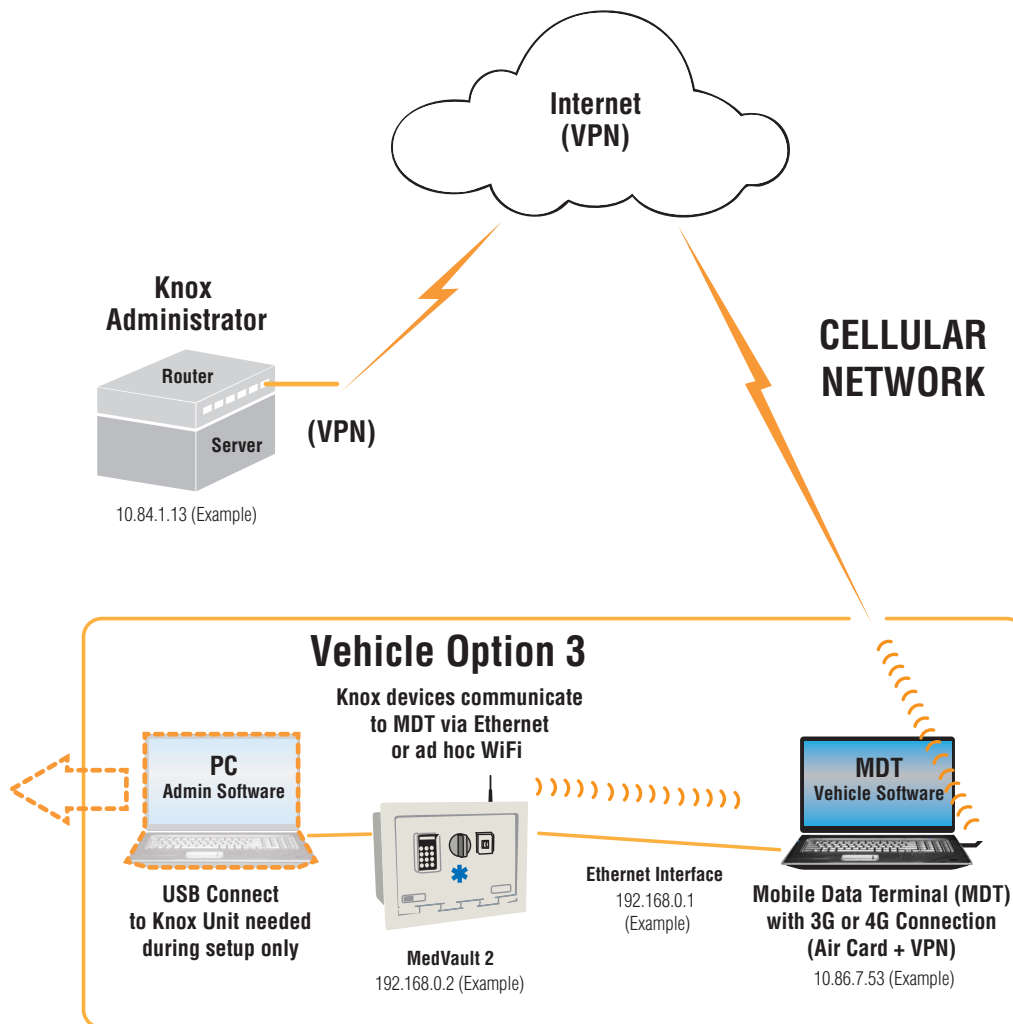 Internet
(VPN)
Knox
Administrator
Router
Server
(VPN)
10.84.1.13 (Example)
CELLULAR
NETWORK
Vehicle Option 3
Knox devices communicate
to MDT via Ethernet
or ad hoc WiFi
PC
Admin Software
MDT
Vehicle Software
USB Connect
to Knox Unit needed
during setup only
MedVault 2
192.168.0.2 (Example)
Ethernet Interface
192.168.0.1
(Example)
Mobile Data Terminal (MDT)
with 3G or 4G Connection
(Air Card + VPN)
10.86.7.53 (Example)